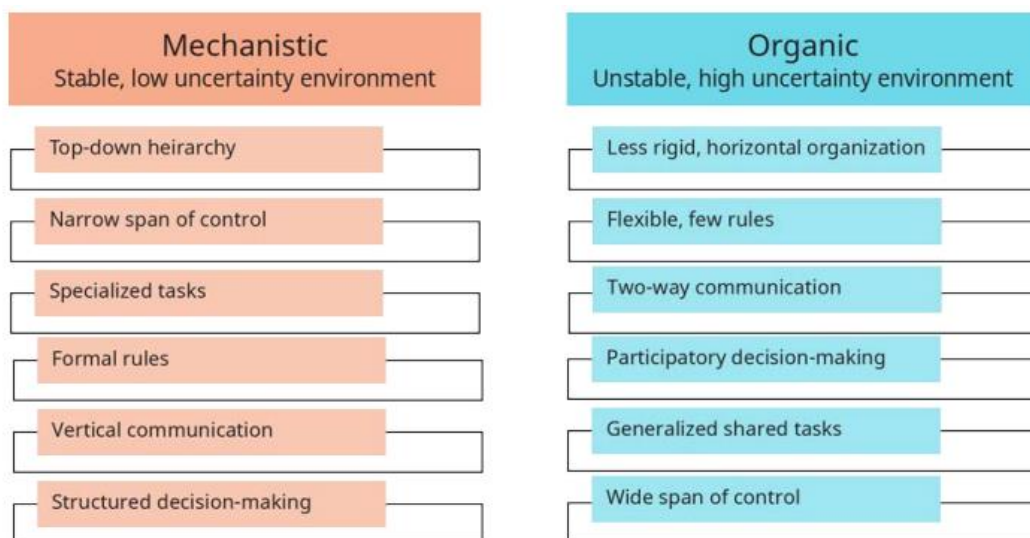 Mechanistic
Stable, low uncertainty environment
Top-down heirarchy
Narrow span of control
Specialized tasks
Formal rules
Vertical communication
Structured decision-making
Organic
Unstable, high uncertainty environment
Less rigid, horizontal organization
Flexible, few rules
Two-way communication
Participatory decision-making
Generalized shared tasks
Wide span of control